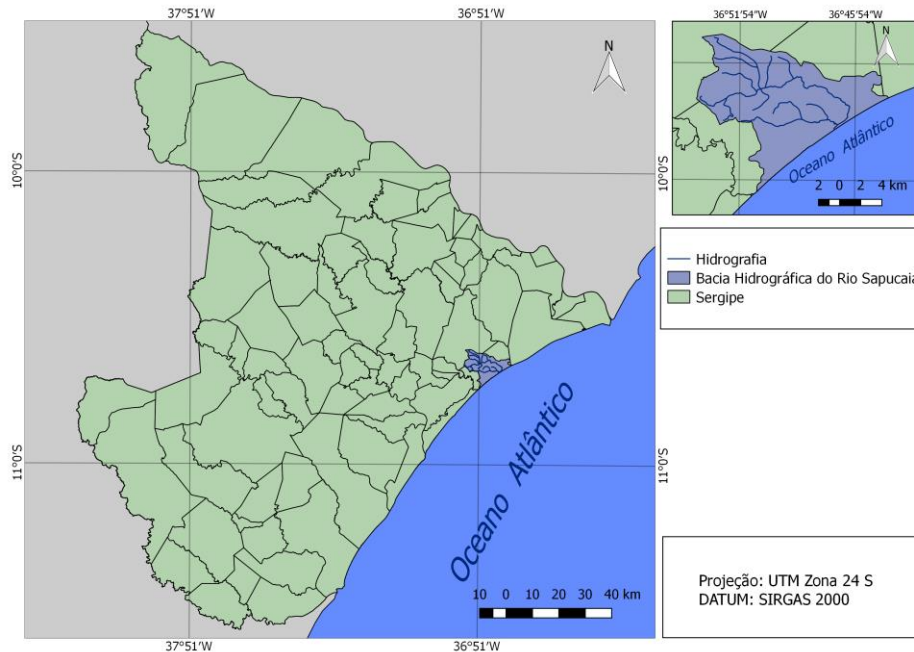 37°51'W
36°51'W
N
10°0'S
10°0'S
11°0'S
11°0'S
Oceano Atlântico
10 0 10 20 30 40 km
37°51'W
36°51'W
36°51'54"W
36°45'54"W
N
Oceano Atlântico
2 0 2 4 km
Hidrografia
Bacia Hidrográfica do Rio Sapucaia
Sergipe
Projeção: UTM Zona 24 S
DATUM: SIRGAS 2000